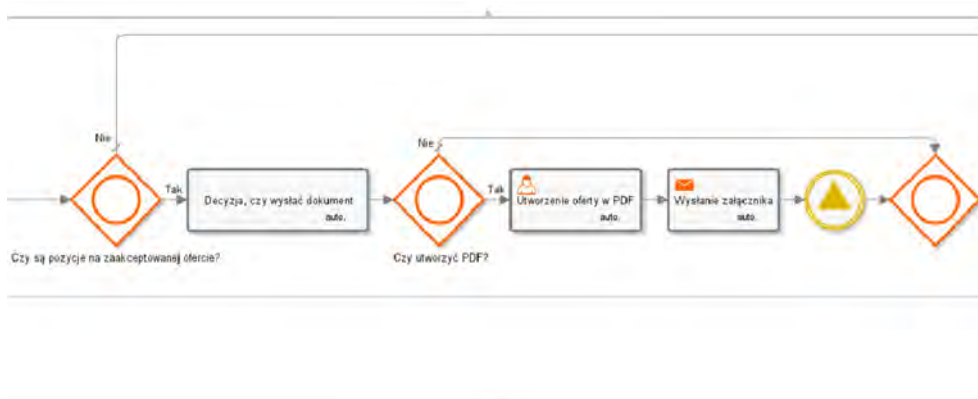 Nie
Nie
Tak
Decyzja, czy wysłać dokument
auto.
Tak
Utworzenie oferty w PDF
auto.
Wysłanie załącznika
auto.
Czy są pozycje na zaakceptowanej ofercie?
Czy utworzyć PDF?